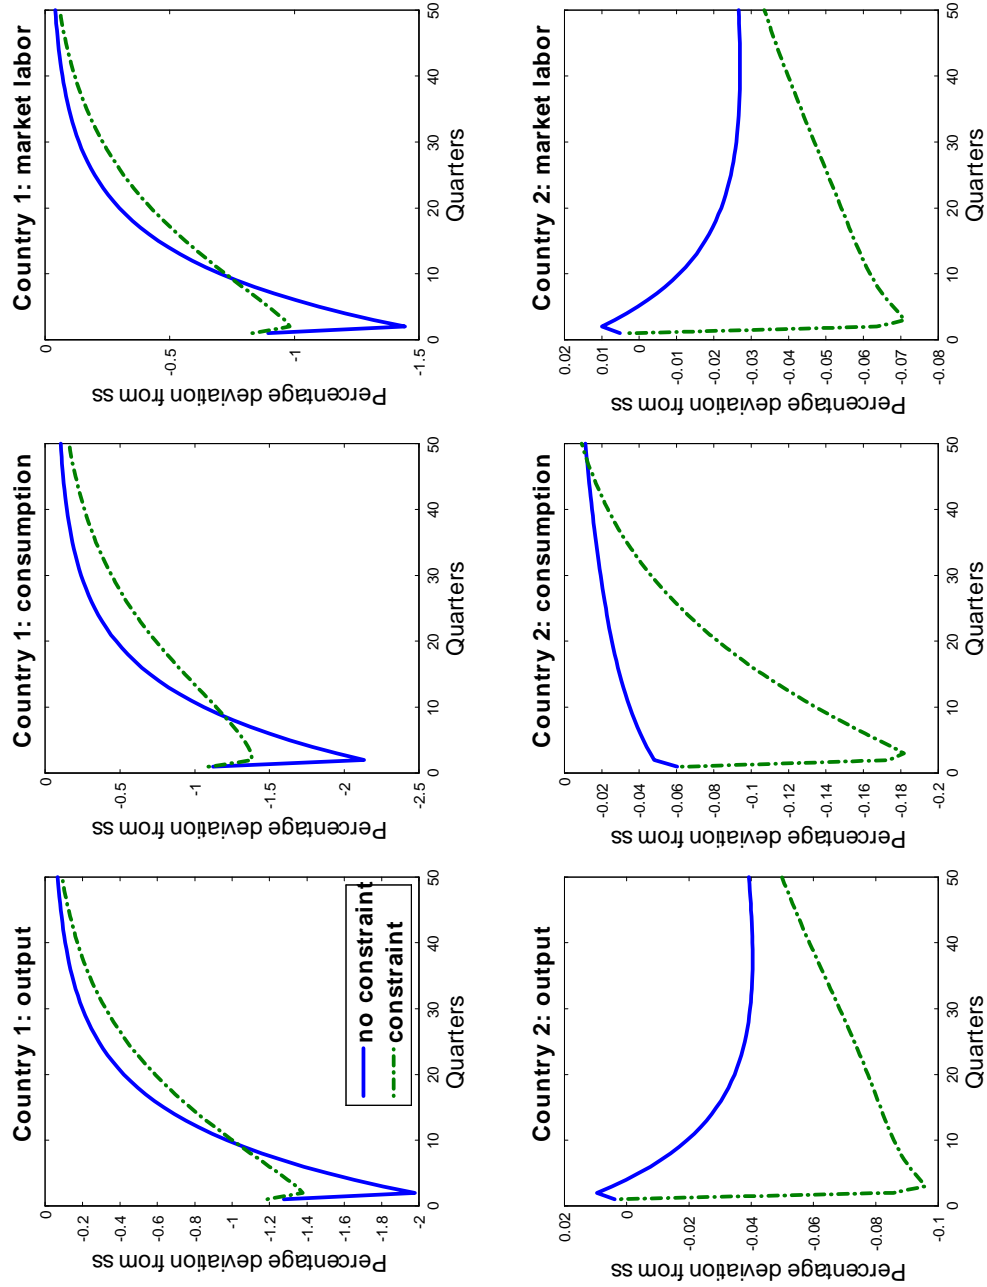 Country 1: output
Percentage deviation from ss
0
-0.2
-0.4
-0.6
-0.8
-1
-1.2
-1.4
-1.6
-1.8
-2
0 10 20 30 40 50
Quarters
no constraint
constraint
Country 1: consumption
Percentage deviation from ss
0
-0.5
-1
-1.5
-2
-2.5
0 10 20 30 40 50
Quarters
Country 1: market labor
Percentage deviation from ss
0
-0.5
-1
-1.5
0 10 20 30 40 50
Quarters
Country 2: output
Percentage deviation from ss
0.02
0
-0.02
-0.04
-0.06
-0.08
-0.1
0 10 20 30 40 50
Quarters
Country 2: consumption
Percentage deviation from ss
0
-0.02
-0.04
-0.06
-0.08
-0.1
-0.12
-0.14
-0.16
-0.18
-0.2
0 10 20 30 40 50
Quarters
Country 2: market labor
Percentage deviation from ss
0.02
0.01
0
-0.01
-0.02
-0.03
-0.04
-0.05
-0.06
-0.07
-0.08
0 10 20 30 40 50
Quarters